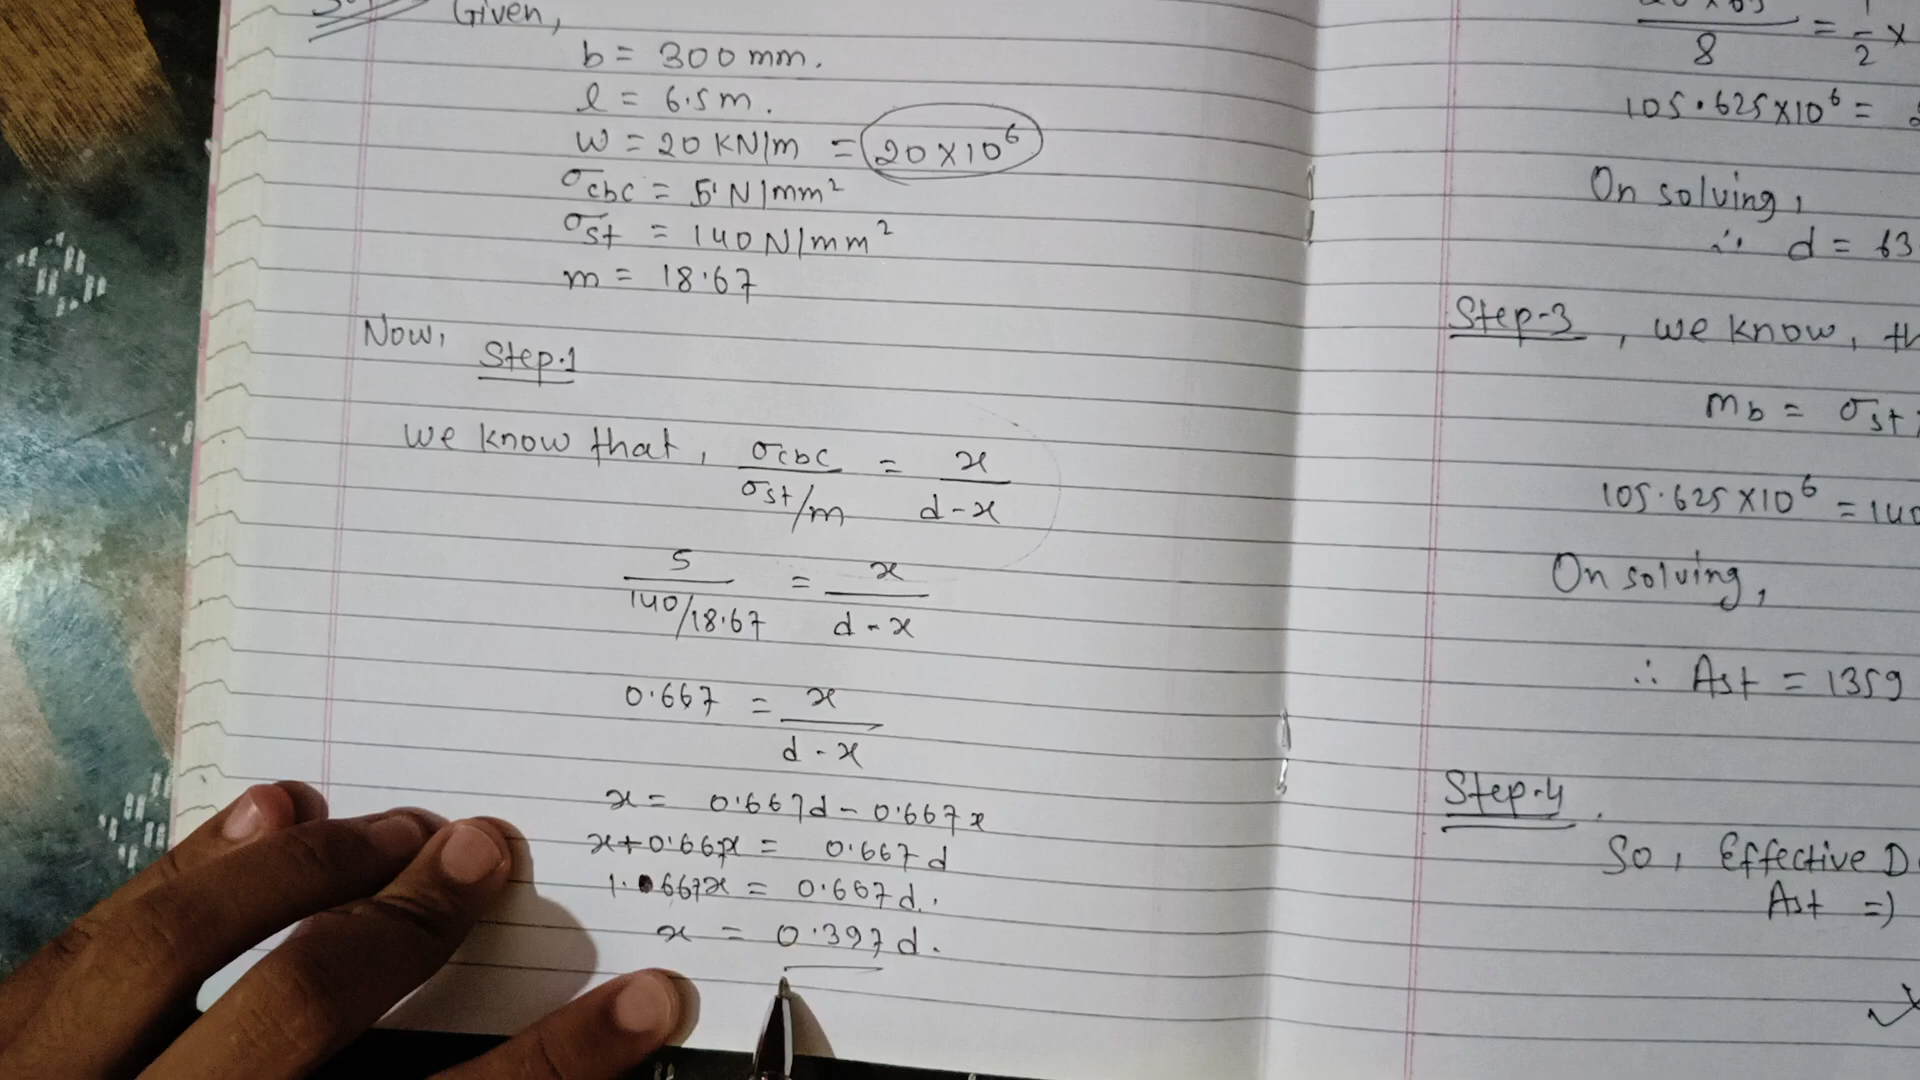 Given,
b = 300 mm.
l = 6.5 m.
w = 20 KN/m = 20×10⁶
σcbc = 5 N/mm²
σst = 140 N/mm²
m = 18.67
Now, Step-1
We know that, σcbc / σst/m = x / d-x
5 / 140/18.67 = x / d-x
0.667 = x / d-x
x = 0.667d - 0.667x
x+0.667x = 0.667d
1.667x = 0.667d.
x = 0.397d.
8 = 1/2 ×
105.625×10⁶ =
On solving,
∴ d = 63
Step-3, we know, th
Mb = σst
105.625×10⁶ = 140
On solving,
∴ Ast = 1359
Step-4.
So, Effective D
Ast =)